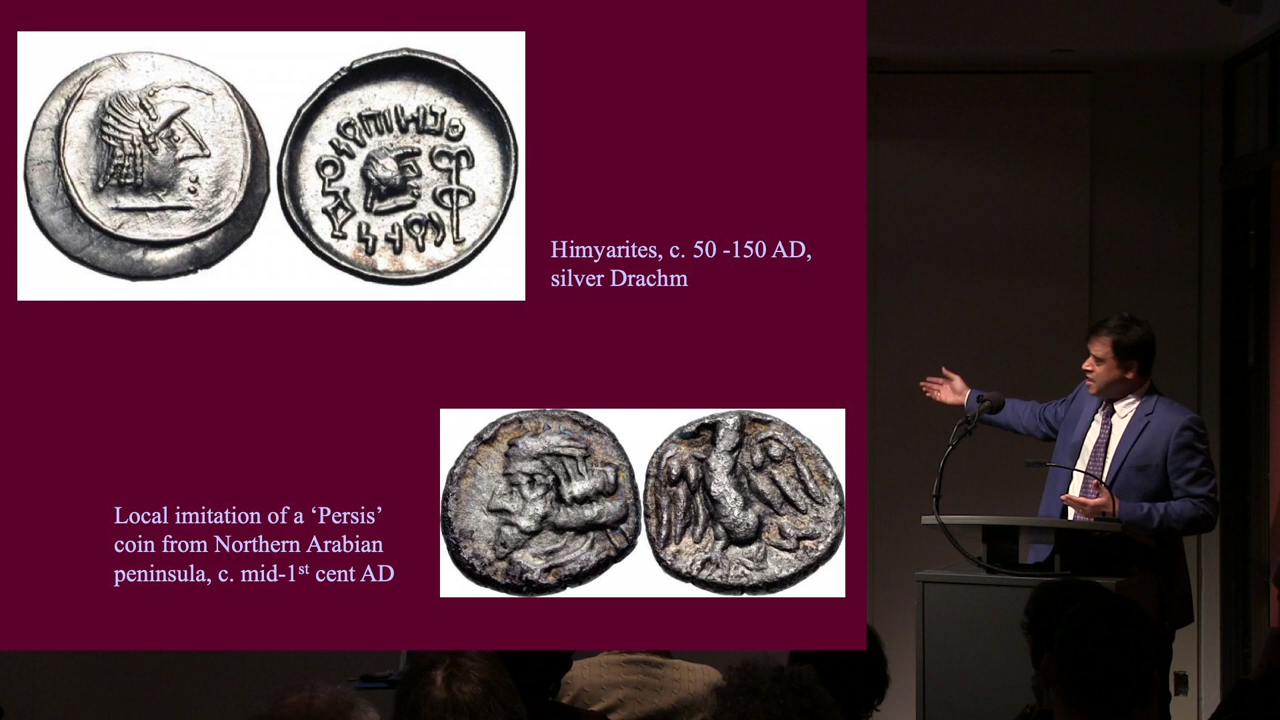 Himyarites, c. 50 -150 AD,
silver Drachm
Local imitation of a ‘Persis’
coin from Northern Arabian
peninsula, c. mid-1st cent AD